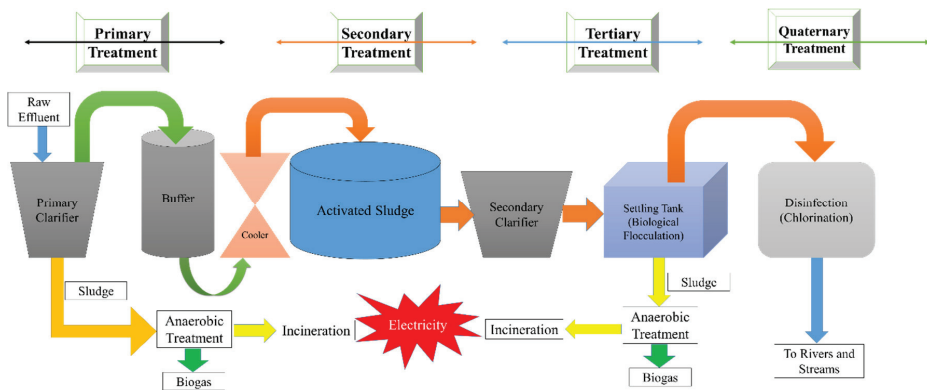 Primary
Treatment
Secondary
Treatment
Tertiary
Treatment
Quaternary
Treatment
Raw
Effluent
Primary
Clarifier
Buffer
Cooler
Activated Sludge
Secondary
Clarifier
Settling Tank
(Biological
Flocculation)
Disinfection
(Chlorination)
Sludge
Anaerobic
Treatment
Incineration
Electricity
Incineration
Sludge
Anaerobic
Treatment
Biogas
Biogas
To Rivers and
Streams